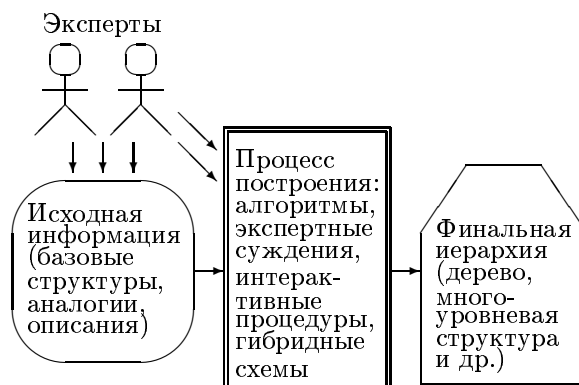 Эксперты
Исходная
информация
(базовые
структуры,
аналогии,
описания)
Процесс
построения:
алгоритмы,
экспертные
суждения,
интерак-
тивные
процедуры,
гибридные
схемы
Финальная
иерархия
(дерево,
много-
уровневая
структура
и др.)